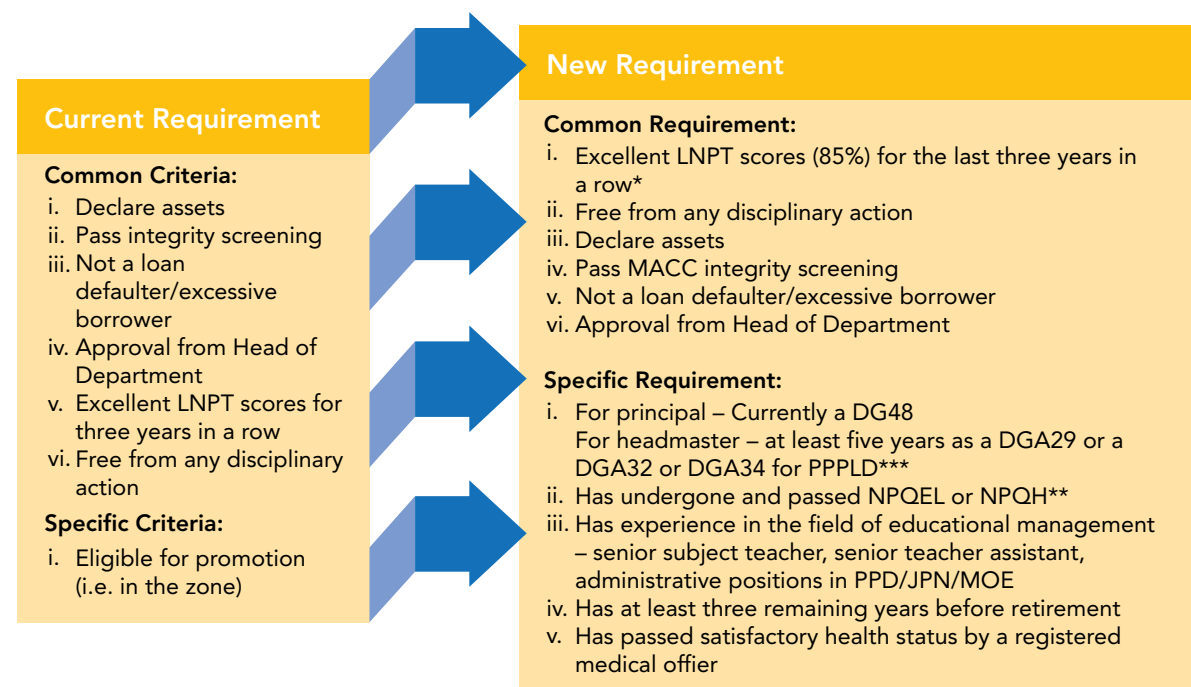 Current Requirement
Common Criteria:
i. Declare assets
ii. Pass integrity screening
iii. Not a loan
defaulter/excessive
borrower
iv. Approval from Head of
Department
v. Excellent LNPT scores for
three years in a row
vi. Free from any disciplinary
action
Specific Criteria:
i. Eligible for promotion
(i.e. in the zone)
New Requirement
Common Requirement:
i. Excellent LNPT scores (85%) for the last three years in
a row*
ii. Free from any disciplinary action
iii. Declare assets
iv. Pass MACC integrity screening
v. Not a loan defaulter/excessive borrower
vi. Approval from Head of Department
Specific Requirement:
i. For principal – Currently a DG48
For headmaster – at least five years as a DGA29 or a
DGA32 or DGA34 for PPPLD***
ii. Has undergone and passed NPQEL or NPQH**
iii. Has experience in the field of educational management
– senior subject teacher, senior teacher assistant,
administrative positions in PPD/JPN/MOE
iv. Has at least three remaining years before retirement
v. Has passed satisfactory health status by a registered
medical offier